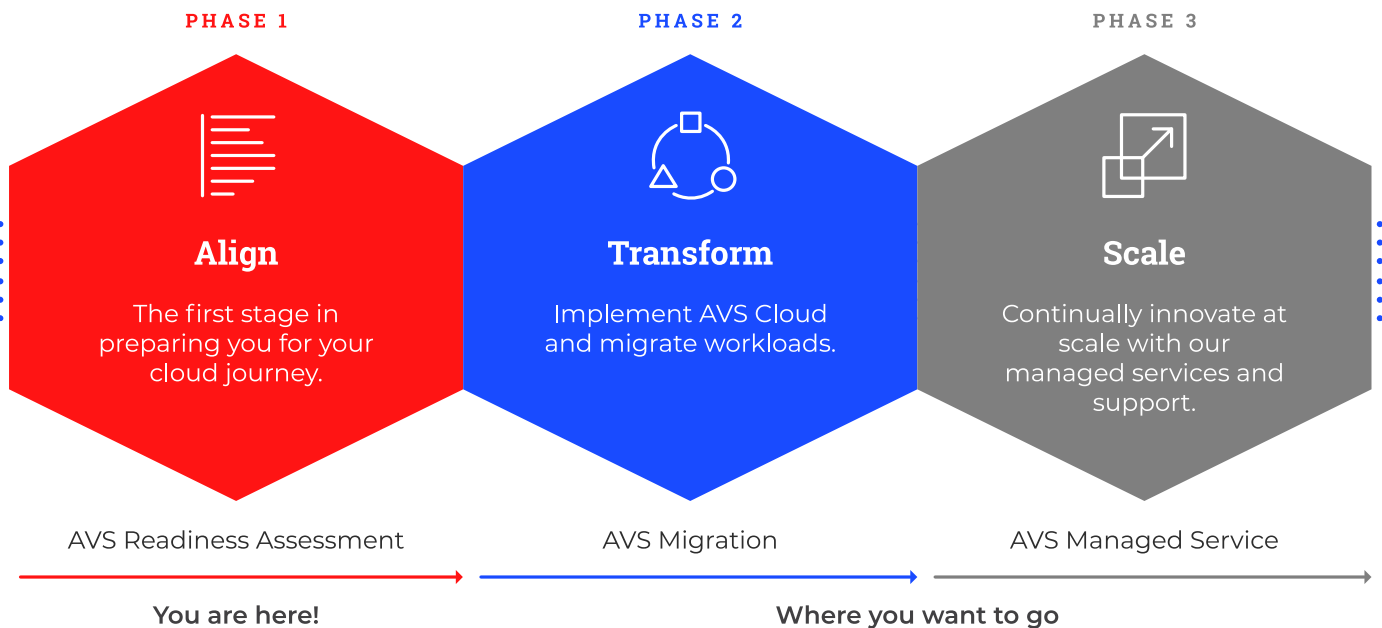 PHASE 1
PHASE 2
PHASE 3
Align
The first stage in
preparing you for your
cloud journey.
Transform
Implement AVS Cloud
and migrate workloads.
Scale
Continually innovate at
scale with our
managed services and
support.
AVS Readiness Assessment
AVS Migration
AVS Managed Service
You are here!
Where you want to go